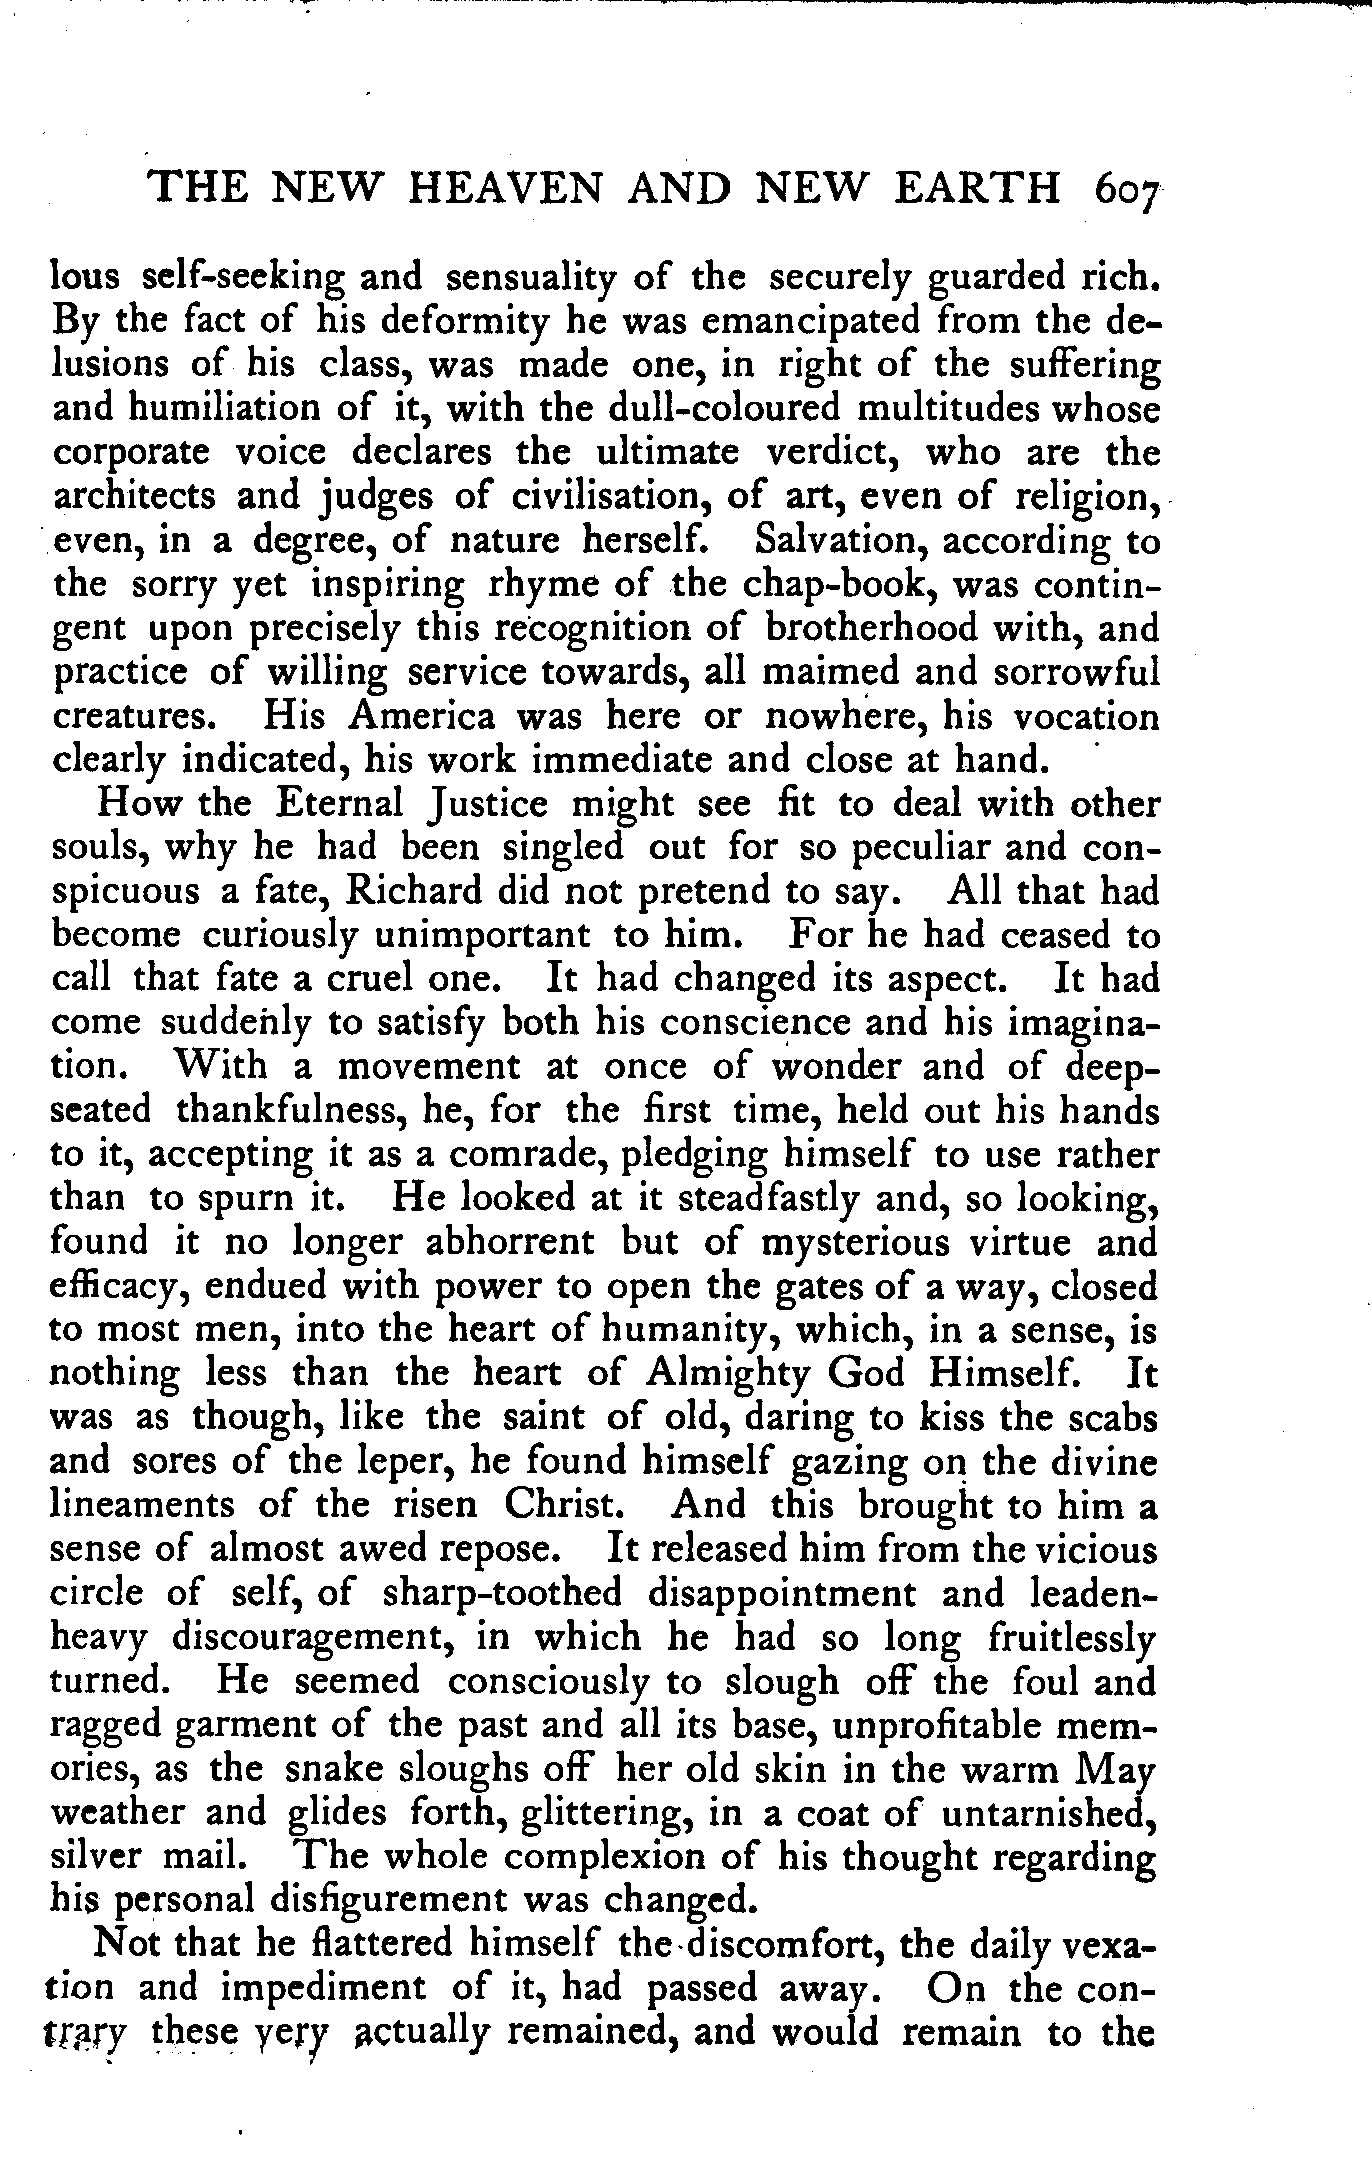 THE NEW HEAVEN AND NEW EARTH 607
lous self-seeking and sensuality of the securely guarded rich.
By the fact of his deformity he was emancipated from the de-
lusions of his class, was made one, in right of the suffering
and humiliation of it, with the dull-coloured multitudes whose
corporate voice declares the ultimate verdict, who are the
architects and judges of civilisation, of art, even of religion,
even, in a degree, of nature herself. Salvation, according to
the sorry yet inspiring rhyme of the chap-book, was contin-
gent upon precisely this recognition of brotherhood with, and
practice of willing service towards, all maimed and sorrowful
creatures. His America was here or nowhere, his vocation
clearly indicated, his work immediate and close at hand.
How the Eternal Justice might see fit to deal with other
souls, why he had been singled out for so peculiar and con-
spicuous a fate, Richard did not pretend to say. All that had
become curiously unimportant to him. For he had ceased to
call that fate a cruel one. It had changed its aspect. It had
come suddenly to satisfy both his conscience and his imagina-
tion. With a movement at once of wonder and of deep-
seated thankfulness, he, for the first time, held out his hands
to it, accepting it as a comrade, pledging himself to use rather
than to spurn it. He looked at it steadfastly and, so looking,
found it no longer abhorrent but of mysterious virtue and
efficacy, endued with power to open the gates of a way, closed
to most men, into the heart of humanity, which, in a sense, is
nothing less than the heart of Almighty God Himself. It
was as though, like the saint of old, daring to kiss the scabs
and sores of the leper, he found himself gazing on the divine
lineaments of the risen Christ. And this brought to him a
sense of almost awed repose. It released him from the vicious
circle of self, of sharp-toothed disappointment and leaden-
heavy discouragement, in which he had so long fruitlessly
turned. He seemed consciously to slough off the foul and
ragged garment of the past and all its base, unprofitable mem-
ories, as the snake sloughs off her old skin in the warm May
weather and glides forth, glittering, in a coat of untarnished,
silver mail. The whole complexion of his thought regarding
his personal disfigurement was changed.
Not that he flattered himself the discomfort, the daily vexa-
tion and impediment of it, had passed away. On the con-
trary these very actually remained, and would remain to the